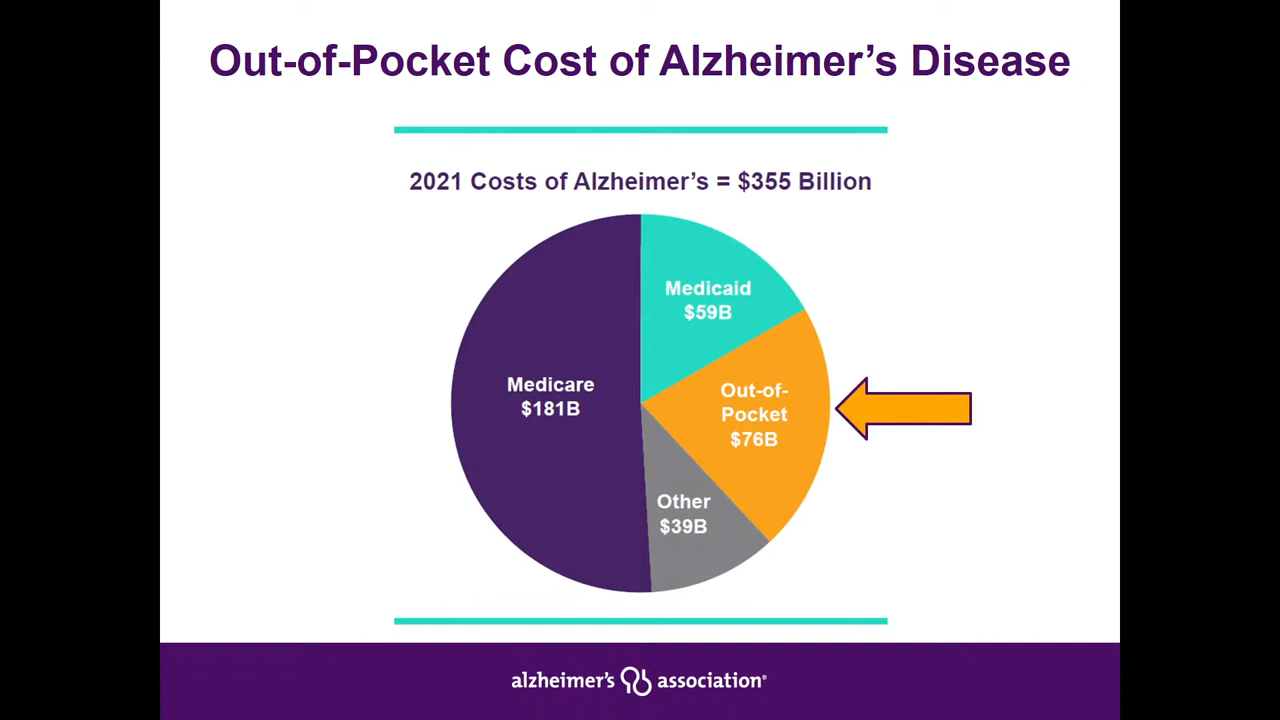 Out-of-Pocket Cost of Alzheimer’s Disease
2021 Costs of Alzheimer’s = $355 Billion
Medicaid
$59B
Out-of-
Pocket
$76B
Medicare
$181B
Other
$39B
alzheimer’s association®